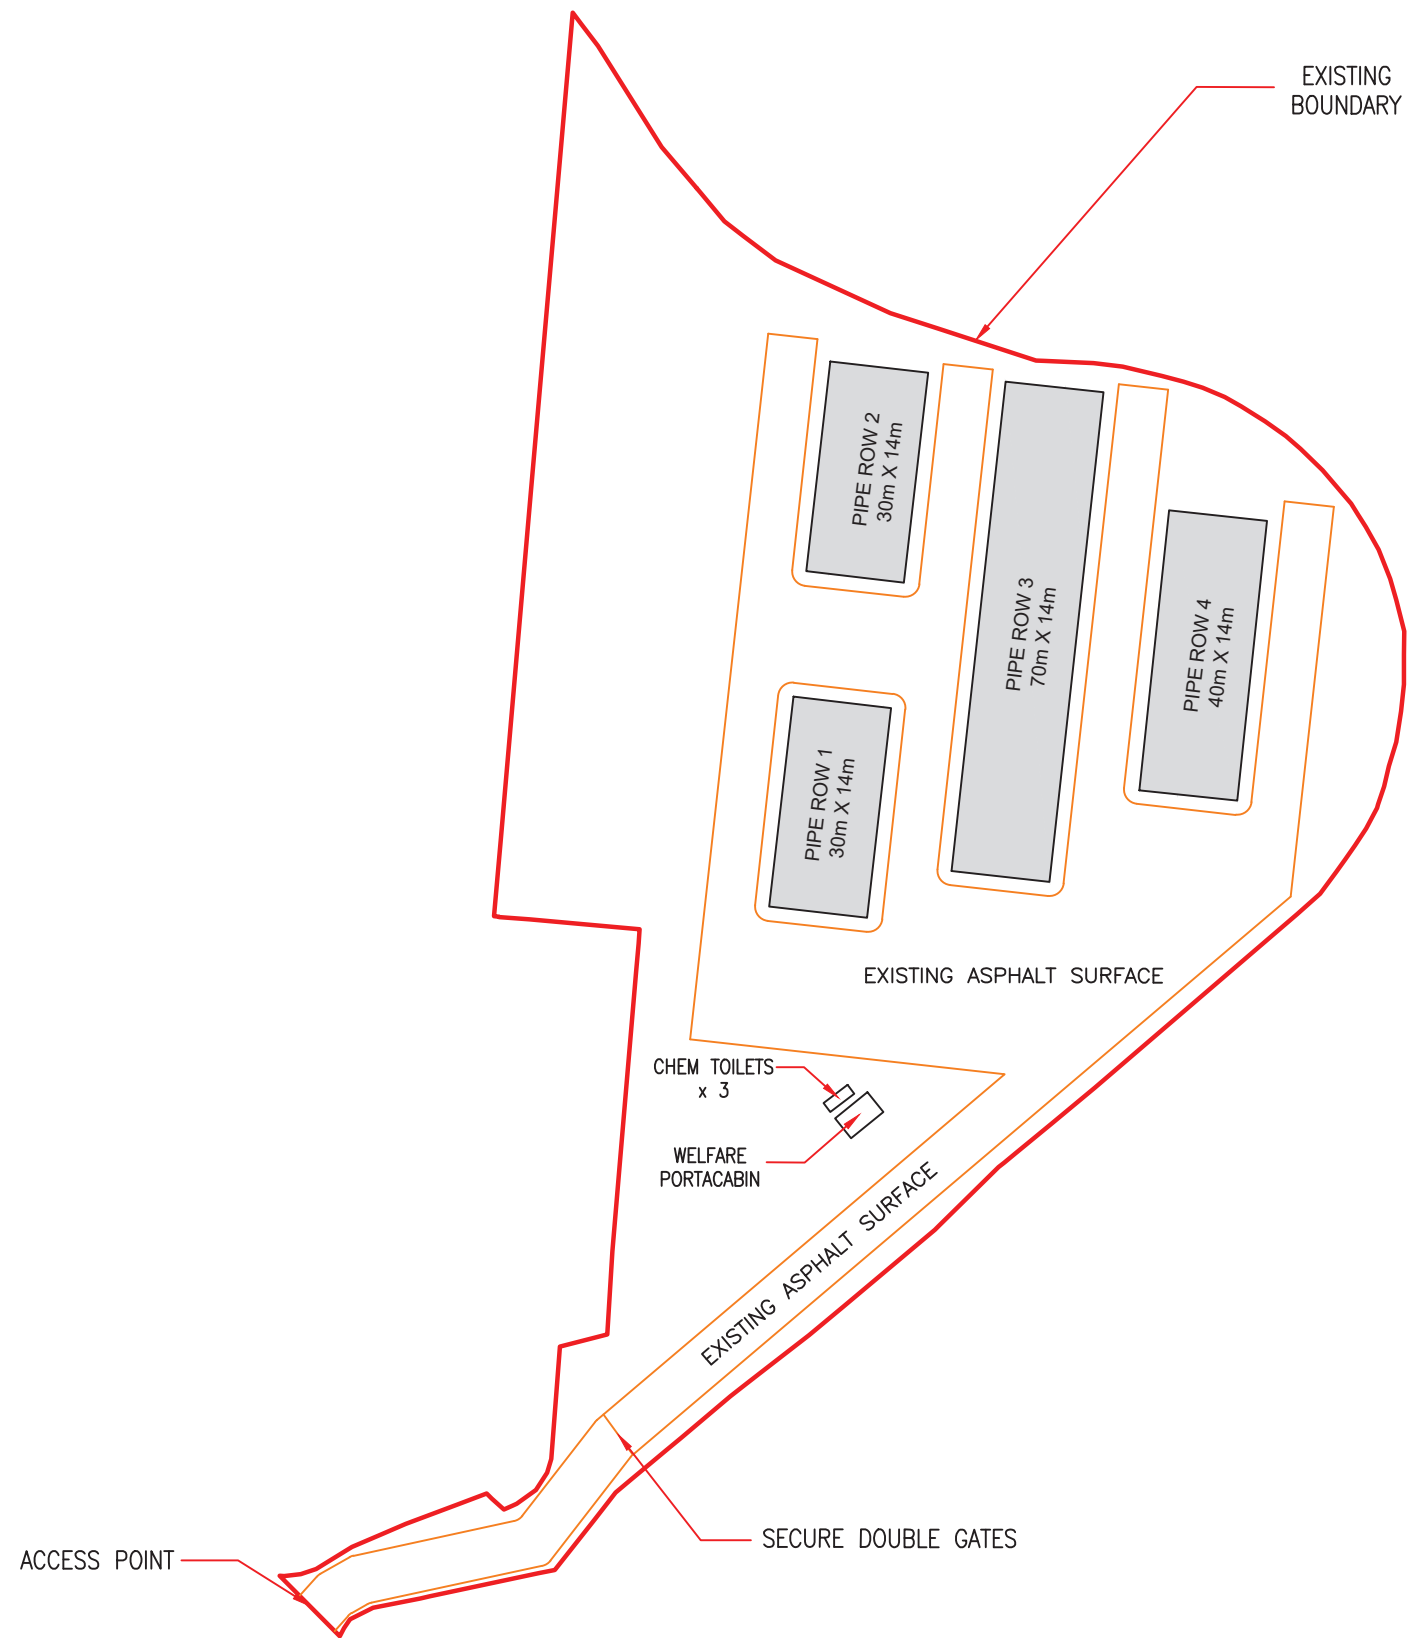 EXISTING
BOUNDARY
PIPE ROW 2
30m X 14m
PIPE ROW 3
70m X 14m
PIPE ROW 4
40m X 14m
PIPE ROW 1
30m X 14m
EXISTING ASPHALT SURFACE
CHEM TOILETS
x 3
WELFARE
PORTACABIN
EXISTING ASPHALT SURFACE
SECURE DOUBLE GATES
ACCESS POINT